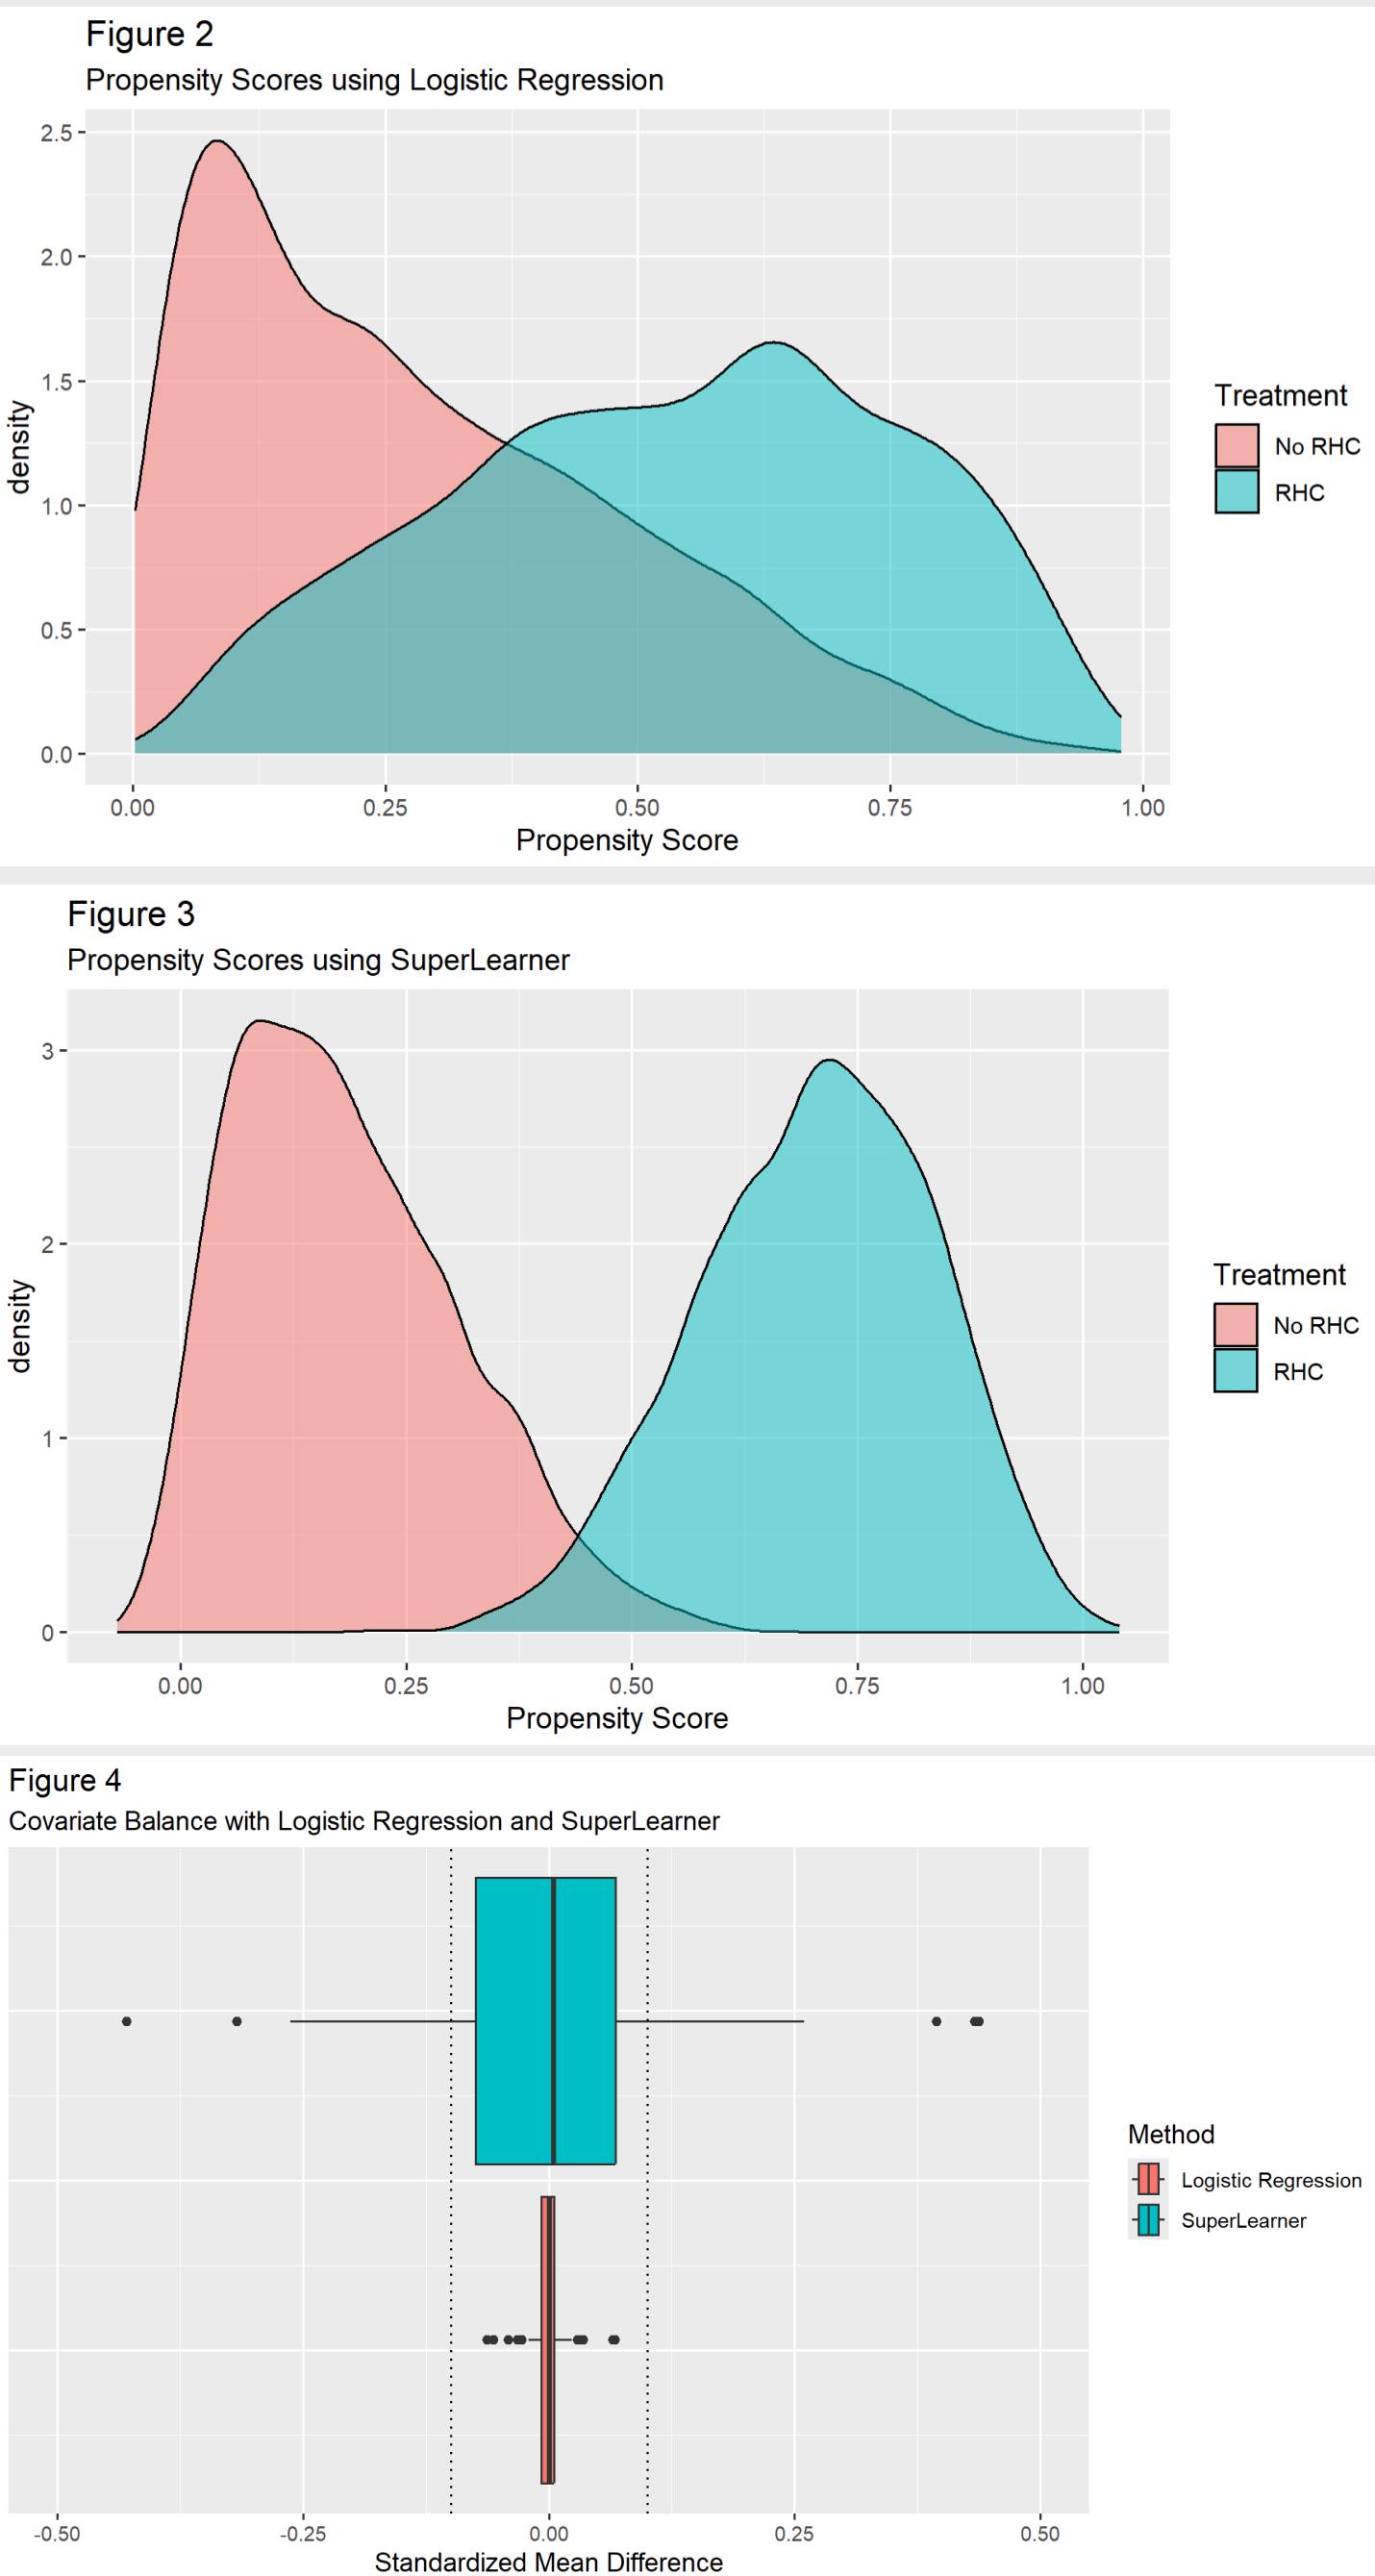 Figure 2
Propensity Scores using Logistic Regression
2.5
2.0
1.5
1.0
0.5
0.0
density
0.00 0.25 0.50 0.75 1.00
Propensity Score
Treatment
No RHC
RHC
Figure 3
Propensity Scores using SuperLearner
3
2
1
0
density
0.00 0.25 0.50 0.75 1.00
Propensity Score
Treatment
No RHC
RHC
Figure 4
Covariate Balance with Logistic Regression and SuperLearner
-0.50 -0.25 0.00 0.25 0.50
Standardized Mean Difference
Method
Logistic Regression
SuperLearner